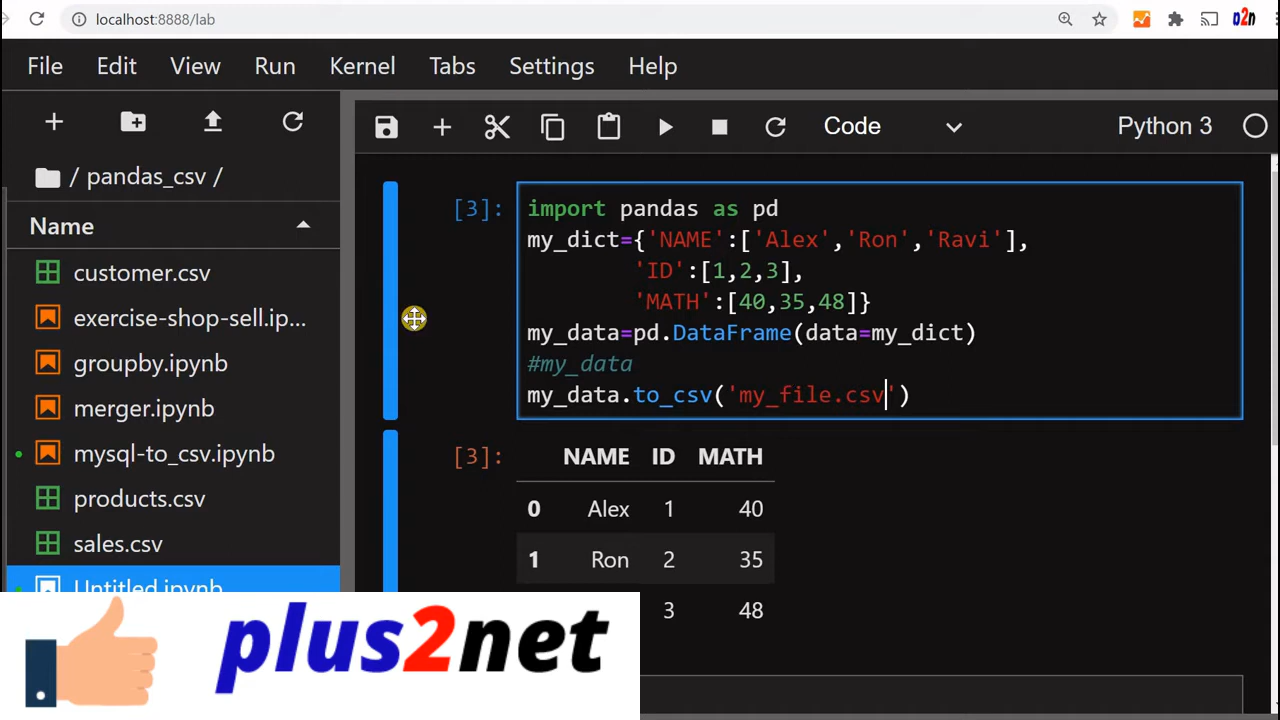 localhost:8888/lab
o2n
File Edit View Run Kernel Tabs Settings Help
Code Python 3
/ pandas_csv /
Name
customer.csv
exercise-shop-sell.ip...
groupby.ipynb
merger.ipynb
mysql-to_csv.ipynb
products.csv
sales.csv
Untitled.ipynb
[3]:
import pandas as pd
my_dict={'NAME':['Alex','Ron','Ravi'],
'ID':[1,2,3],
'MATH':[40,35,48]}
my_data=pd.DataFrame(data=my_dict)
#my_data
my_data.to_csv('my_file.csv')
[3]:
NAME ID MATH
0 Alex 1 40
1 Ron 2 35
3 48
plus2net